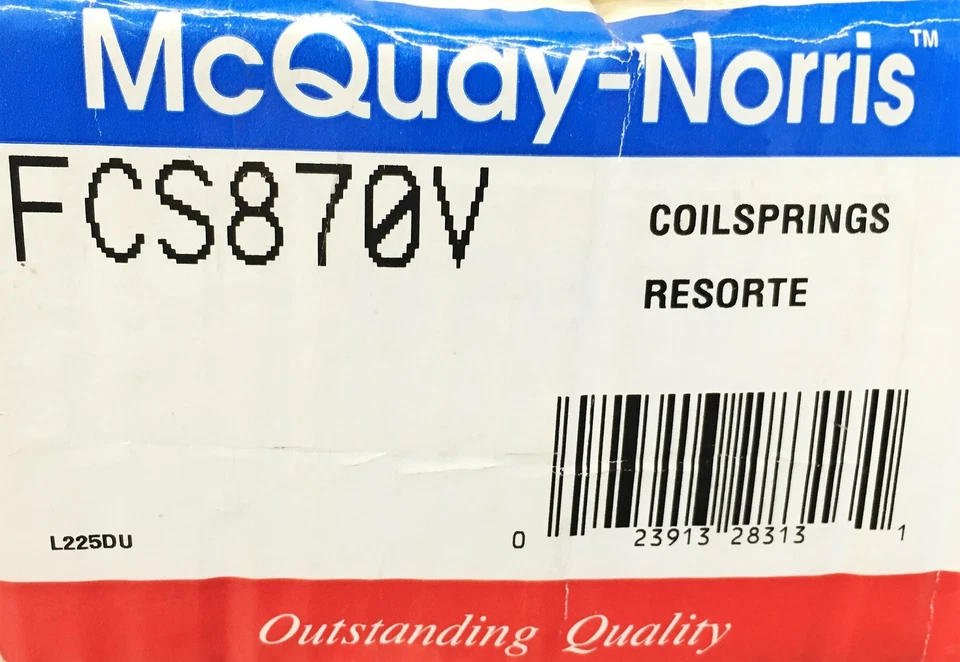 McQuay-Norris™
FCS870V
COILSPRINGS
RESORTE
L225DU
0 23913 28313 1
Outstanding Quality